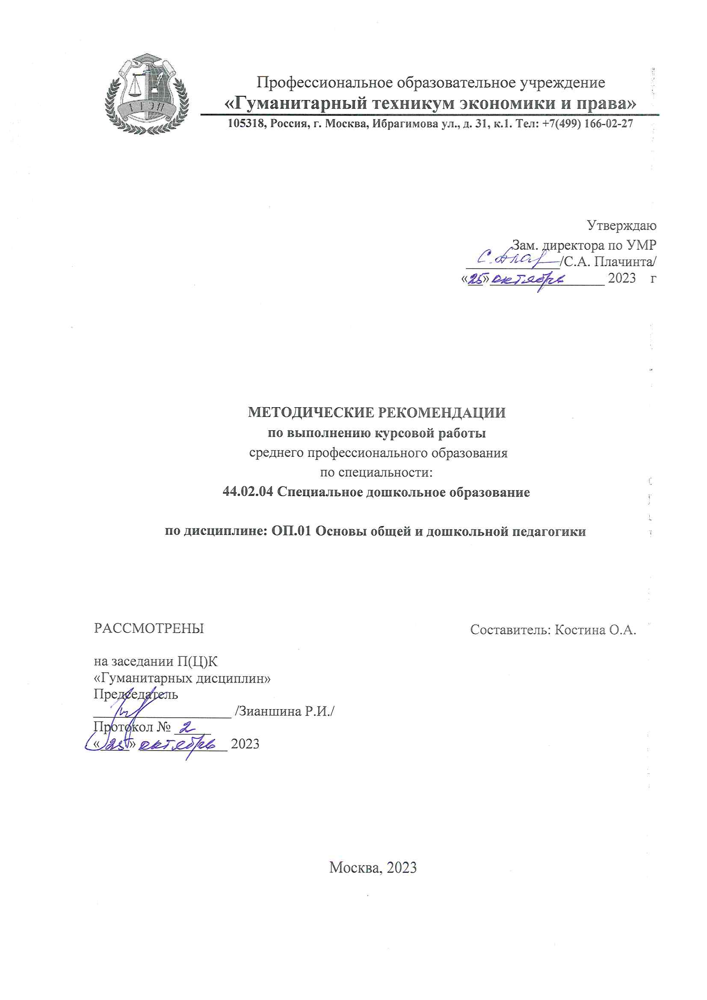 Профессиональное образовательное учреждение
«Гуманитарный техникум экономики и права»
105318, Россия, г. Москва, Ибрагимова ул., д. 31, к.1. Тел: +7(499) 166-02-27
ГТЭП
Утверждаю
Зам. директора по УМР
/С.А. Плачинта/
«25» октября 2023 г
МЕТОДИЧЕСКИЕ РЕКОМЕНДАЦИИ
по выполнению курсовой работы
среднего профессионального образования
по специальности:
44.02.04 Специальное дошкольное образование
по дисциплине: ОП.01 Основы общей и дошкольной педагогики
РАССМОТРЕНЫ
Составитель: Костина О.А.
на заседании П(Ц)К
«Гуманитарных дисциплин»
Председатель
/Зианшина Р.И./
Протокол № 2
«25» октября 2023
Москва, 2023